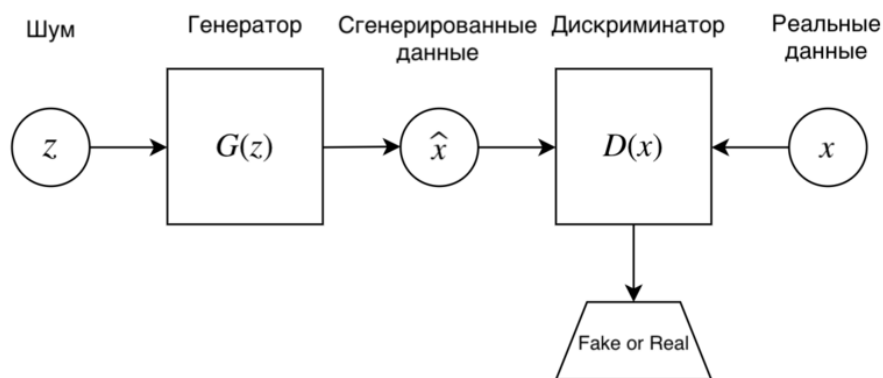 Шум
Генератор
Сгенерированные
данные
Дискриминатор
Реальные
данные
z
G(z)
x̂
D(x)
x
Fake or Real